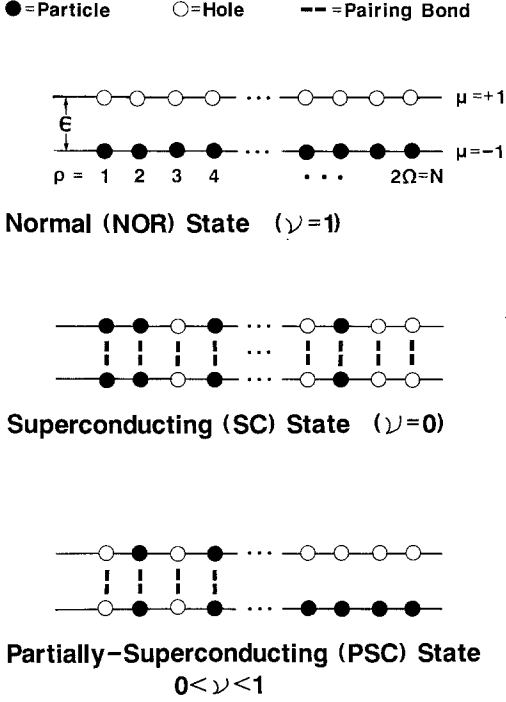 ●=Particle ○=Hole -- =Pairing Bond
... μ=+1
ϵ
... μ=-1
ρ = 1 2 3 4 ... 2Ω=N
Normal (NOR) State (ν=1)
...
...
...
Superconducting (SC) State (ν=0)
...
...
Partially-Superconducting (PSC) State
0<ν<1